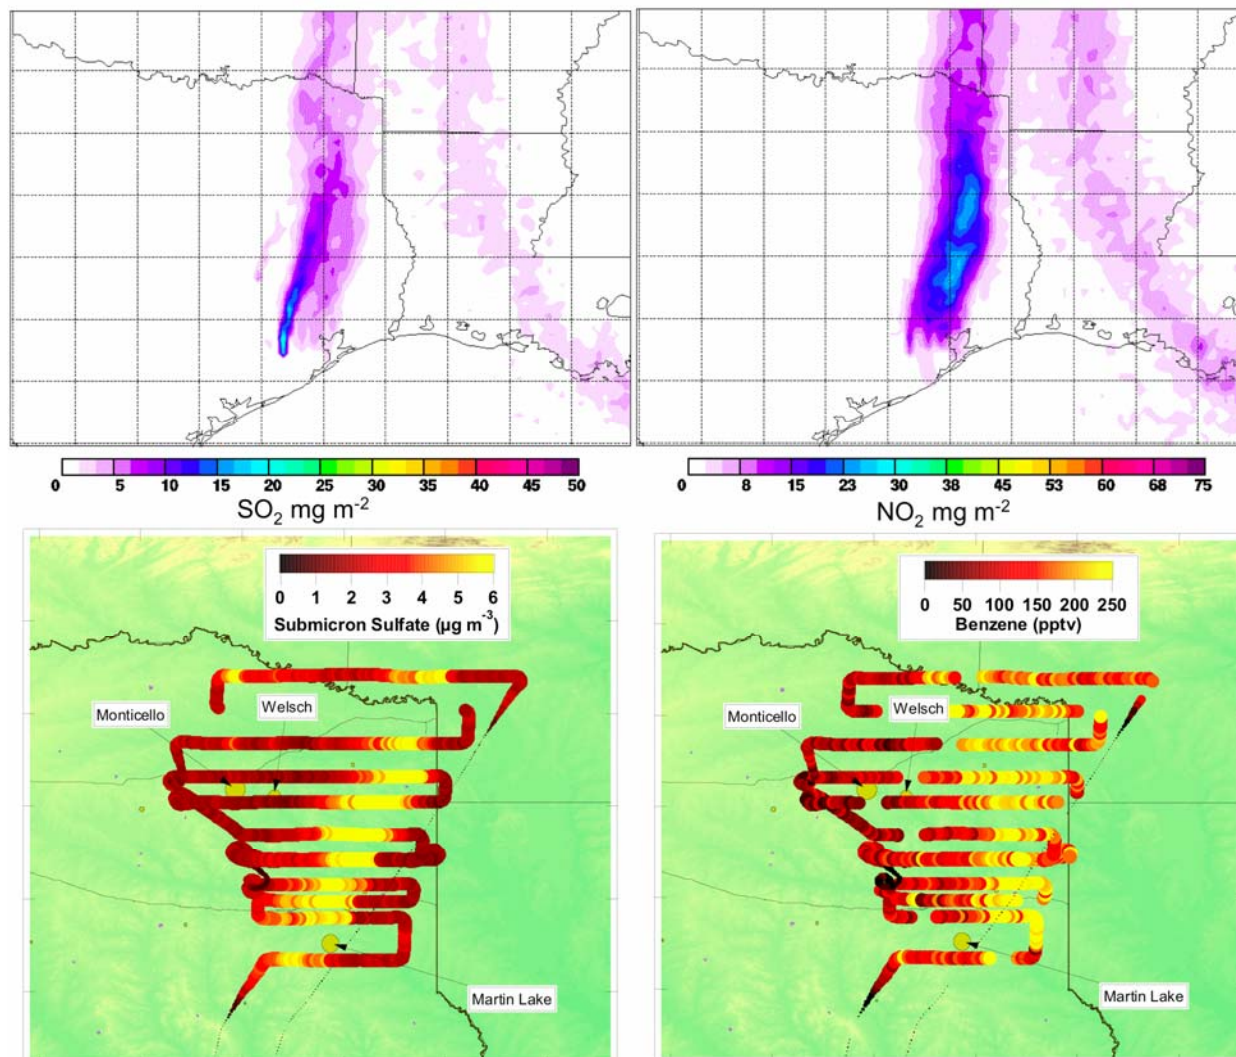 0 5 10 15 20 25 30 35 40 45 50
SO2 mg m-2
0 8 15 23 30 38 45 53 60 68 75
NO2 mg m-2
0 1 2 3 4 5 6
Submicron Sulfate (µg m-3)
Monticello
Welsch
Martin Lake
0 50 100 150 200 250
Benzene (pptv)
Monticello
Welsch
Martin Lake